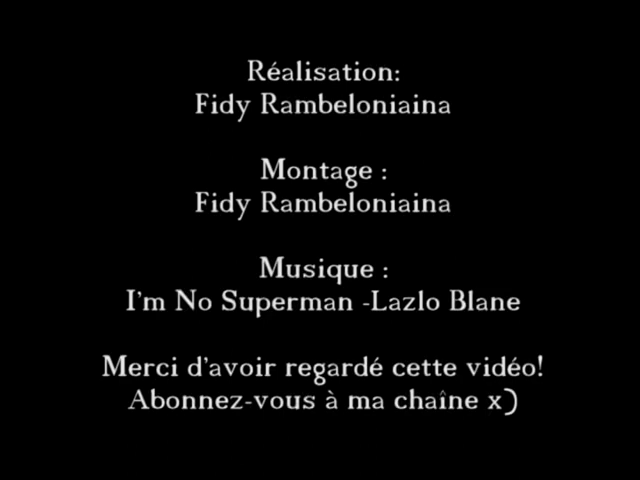 Réalisation:
Fidy Rambeloniaina
Montage :
Fidy Rambeloniaina
Musique :
I'm No Superman -Lazlo Blane
Merci d'avoir regardé cette vidéo!
Abonnez-vous à ma chaîne x)